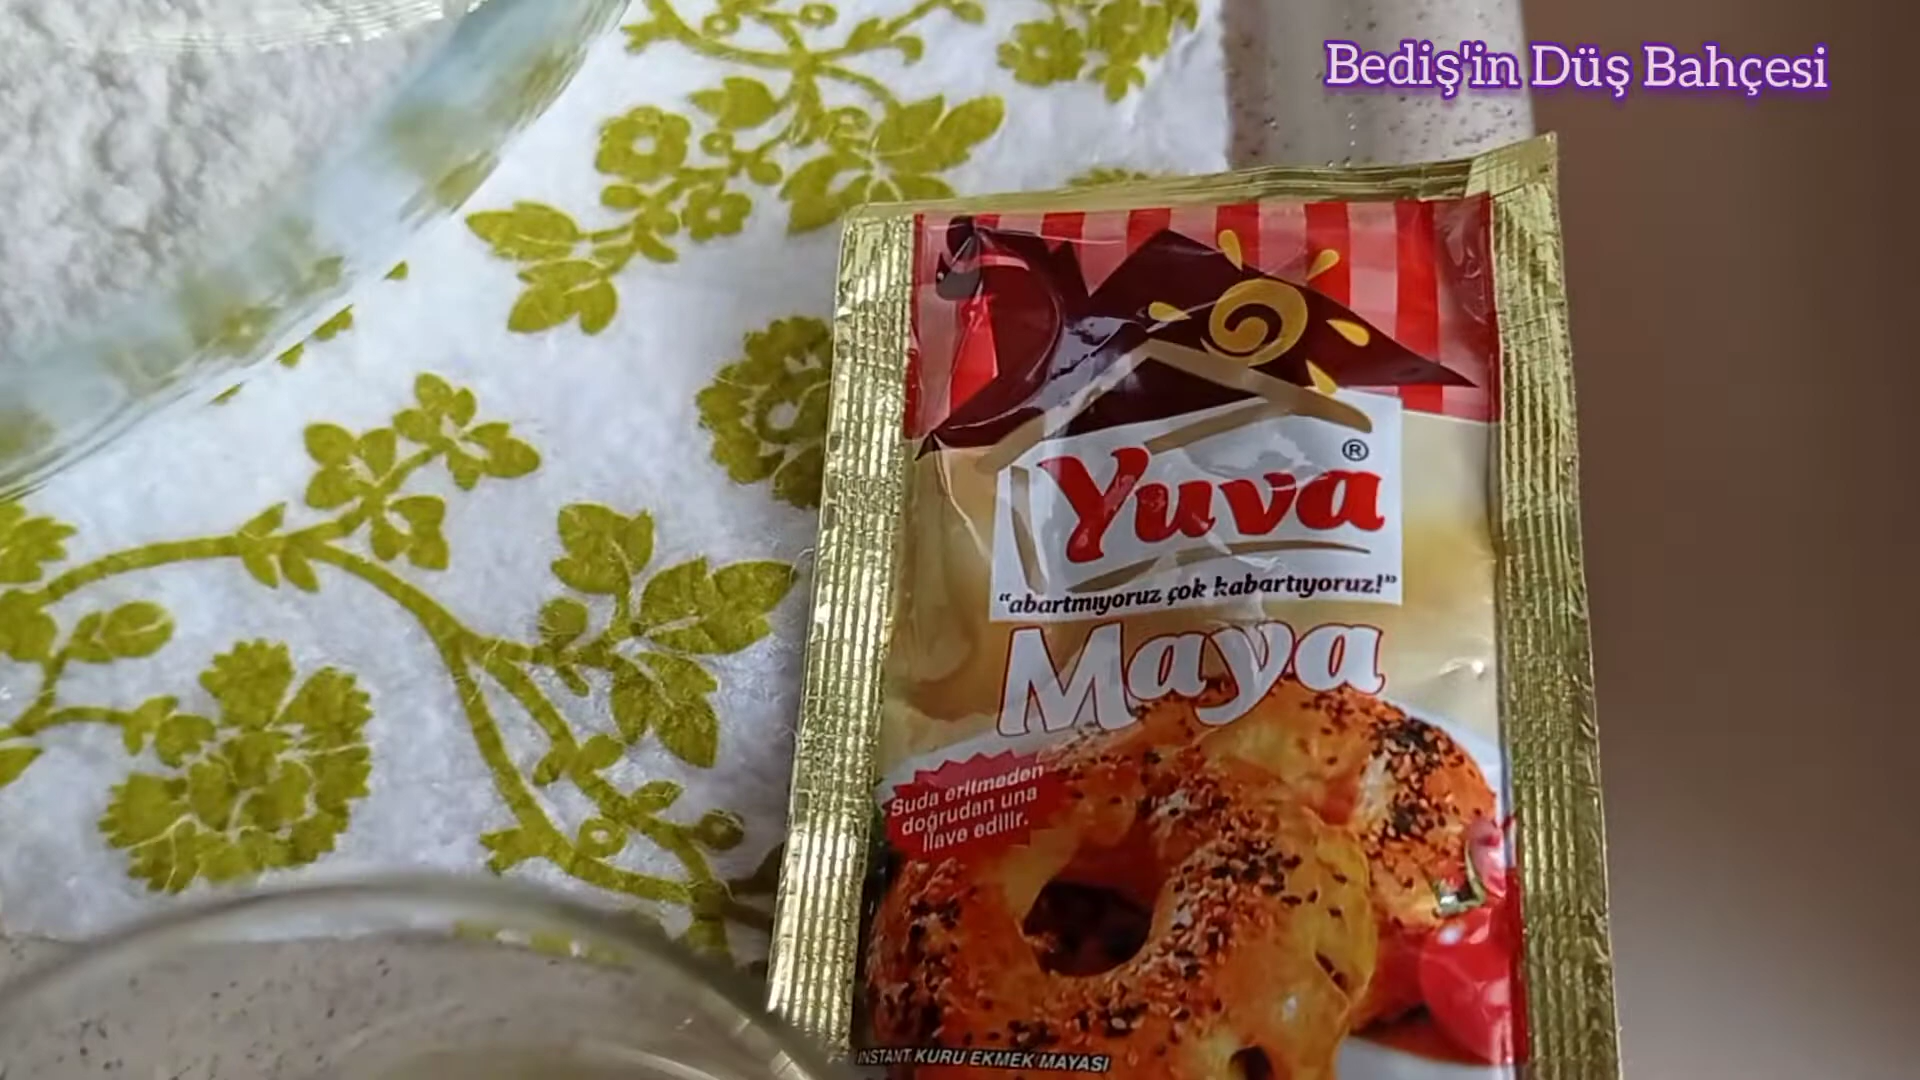 Bediş'in Düş Bahçesi
Yuva®
"abartmıyoruz çok kabartıyoruz!"
Maya
Suda eritmeden
doğrudan una
ilave edilir.
INSTANT KURU EKMEK MAYASI